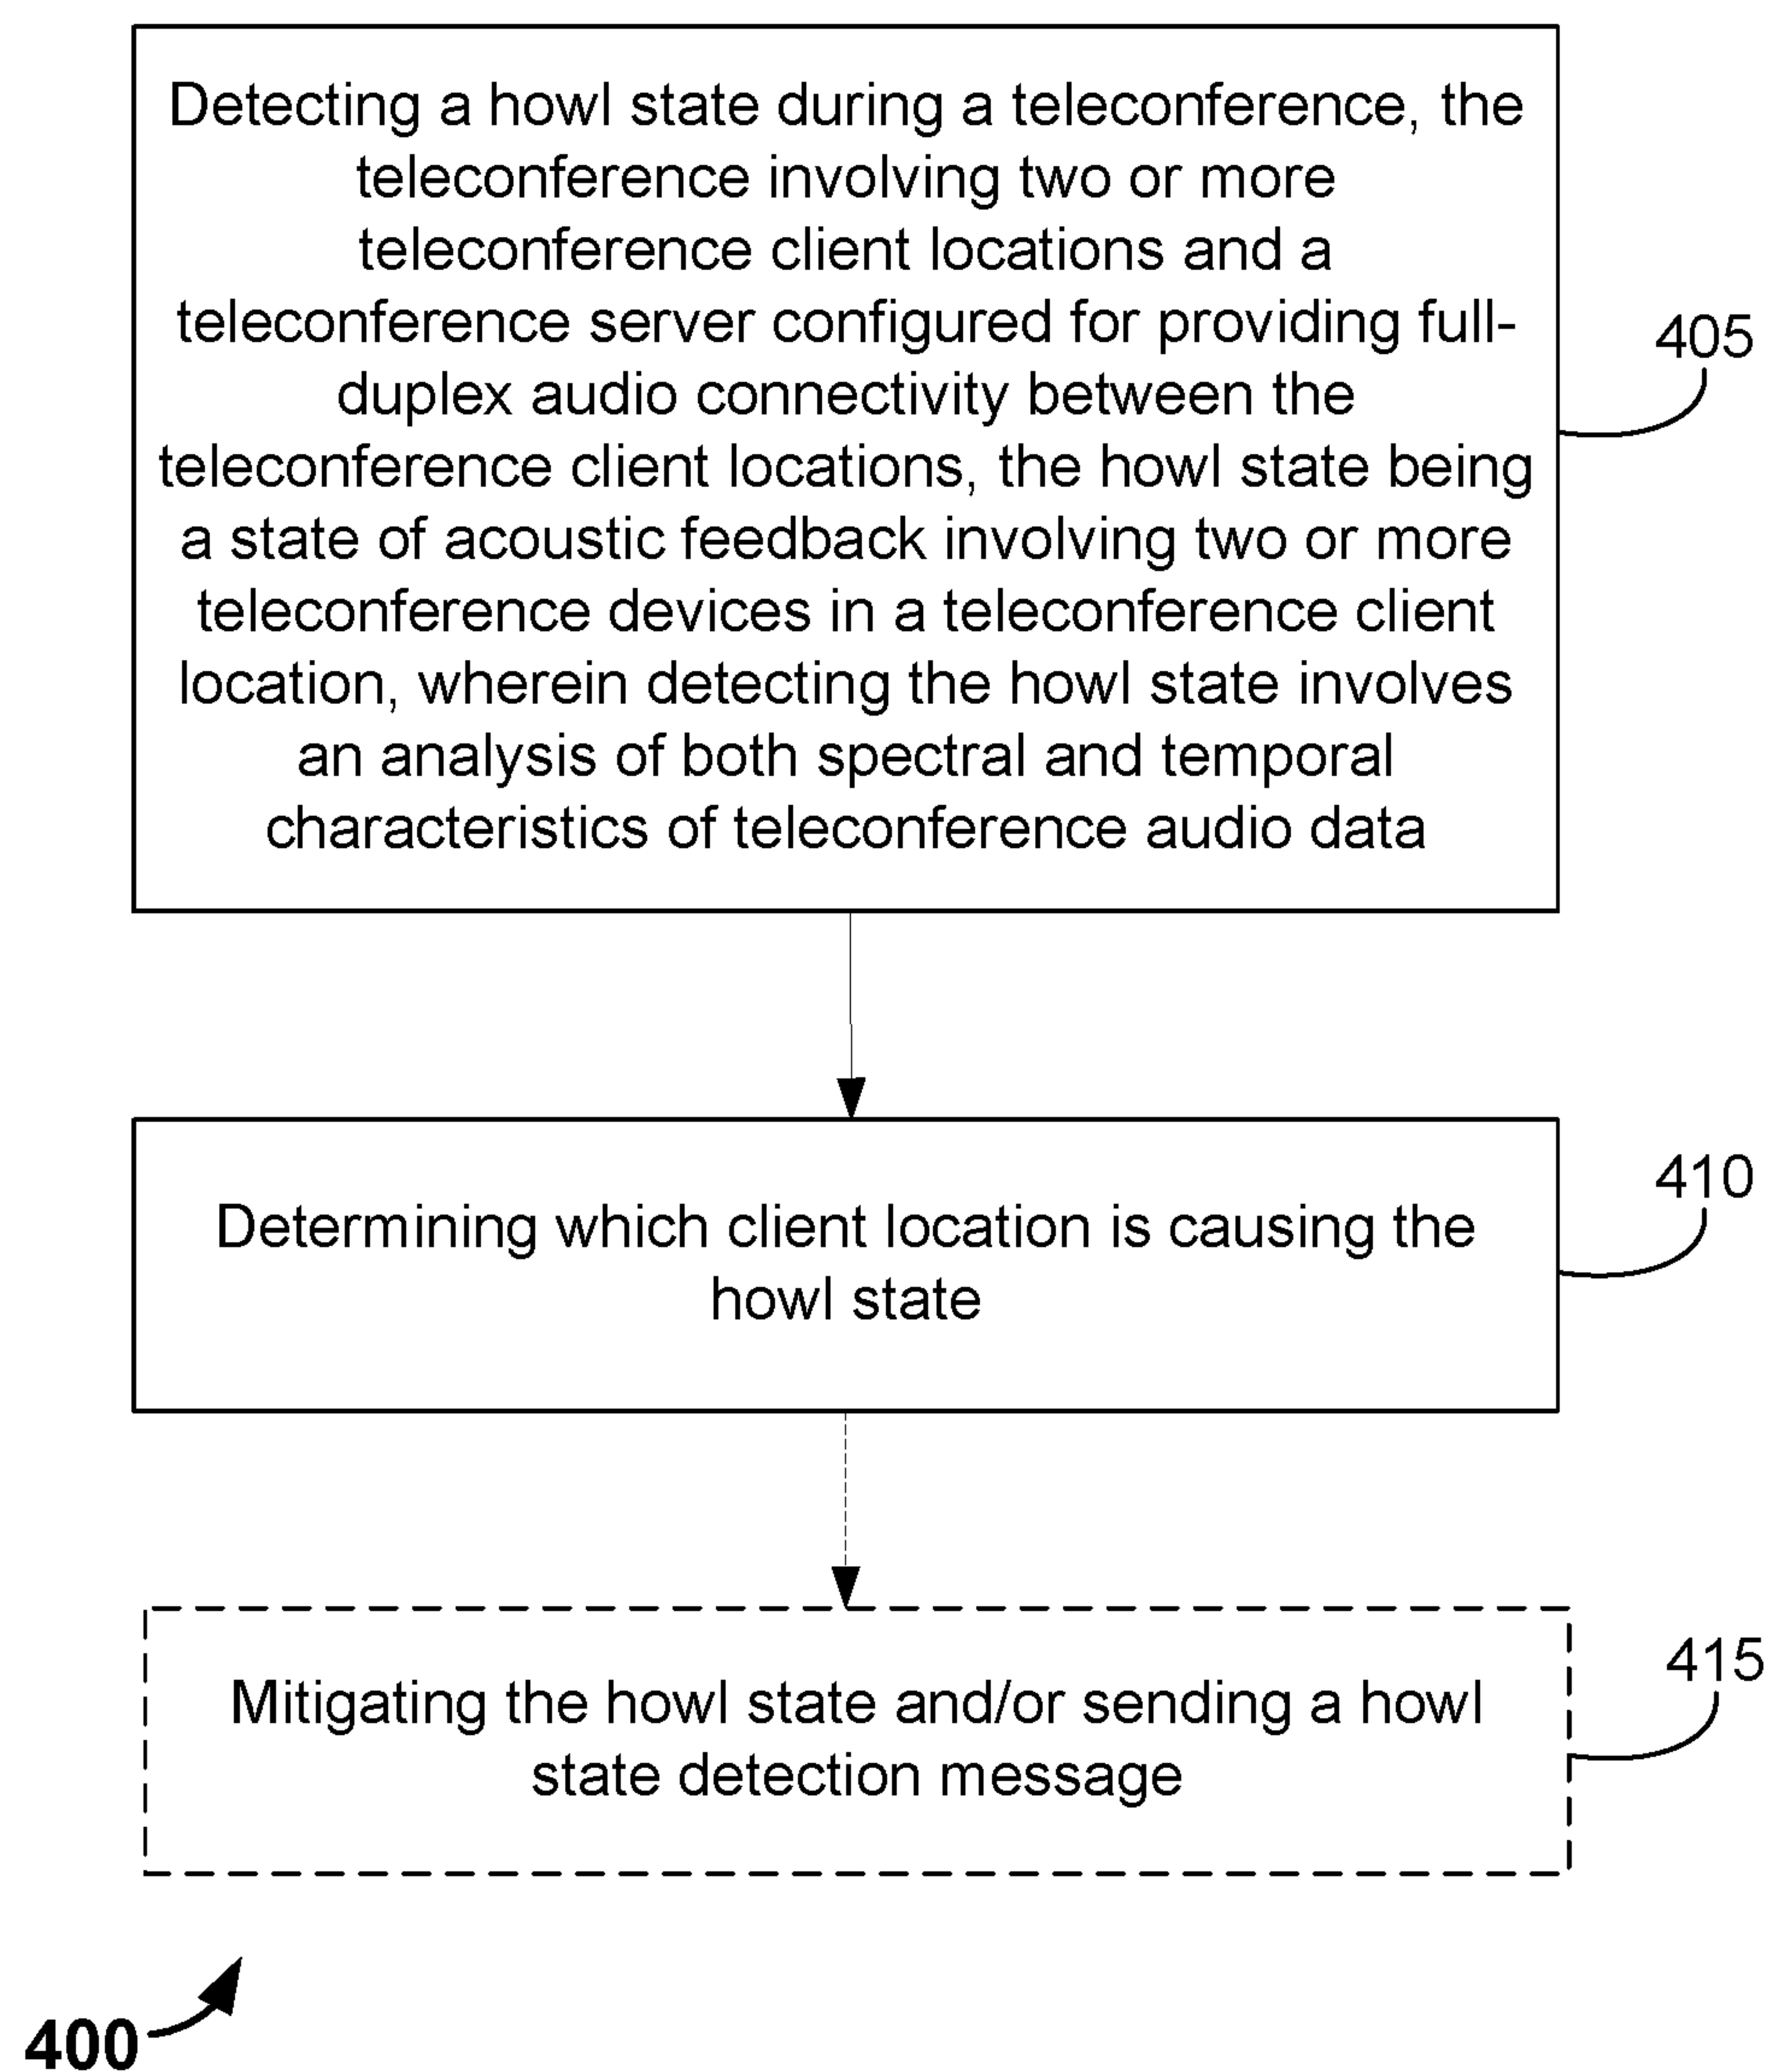 Detecting a howl state during a teleconference, the
teleconference involving two or more
teleconference client locations and a
teleconference server configured for providing full-
duplex audio connectivity between the
teleconference client locations, the howl state being
a state of acoustic feedback involving two or more
teleconference devices in a teleconference client
location, wherein detecting the howl state involves
an analysis of both spectral and temporal
characteristics of teleconference audio data
405
Determining which client location is causing the
howl state
410
Mitigating the howl state and/or sending a howl
state detection message
415
400